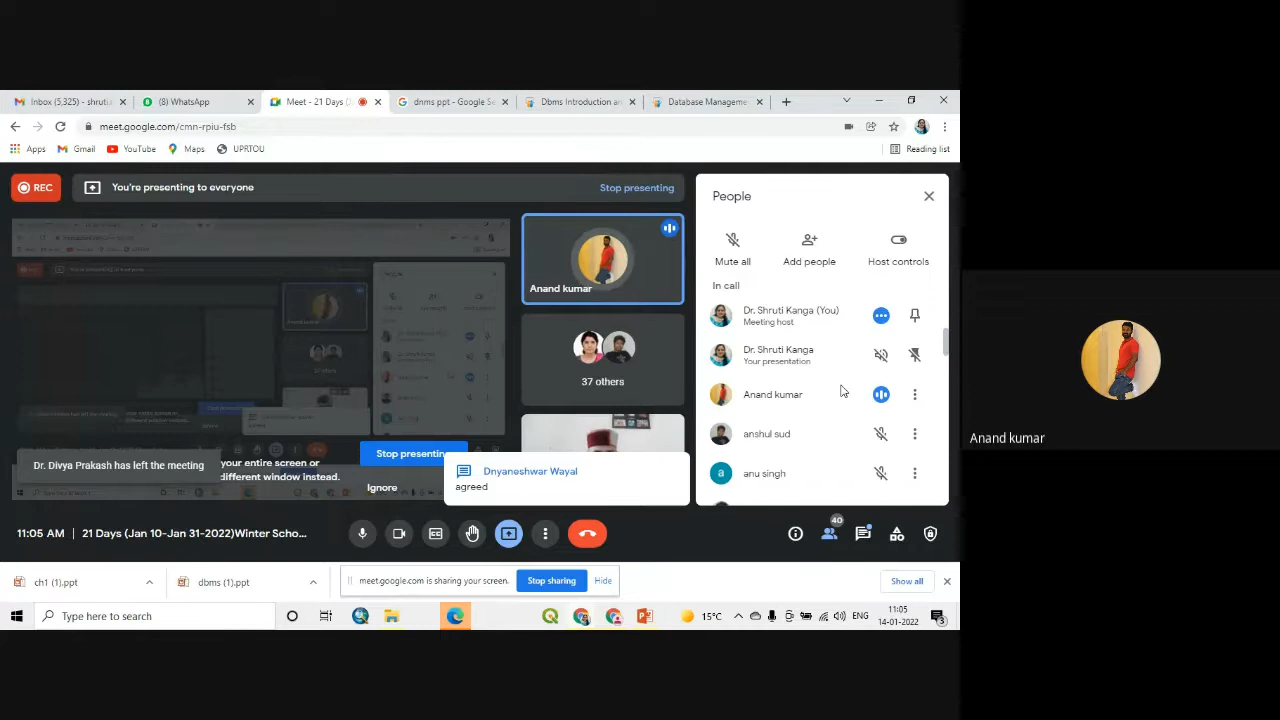 Inbox (5,325) - shruti.
(8) WhatsApp
Meet - 21 Days (
dnms ppt - Google Se
Dbms Introduction an
Database Manageme
meet.google.com/cmn-rpiu-fsb
Apps
Gmail
YouTube
Maps
UPRTOU
Reading list
REC
You're presenting to everyone
Stop presenting
People
Mute all
Add people
Host controls
In call
Dr. Shruti Kanga (You)
Meeting host
Dr. Shruti Kanga
Your presentation
Anand kumar
anshul sud
a
anu singh
Anand kumar
37 others
Dr. Divya Prakash has left the meeting
your entire screen or
different window instead.
Stop presentin
Ignore
Dnyaneshwar Wayal
agreed
Anand kumar
11:05 AM | 21 Days (Jan 10-Jan 31-2022)Winter Scho...
40
ch1 (1).ppt
dbms (1).ppt
meet.google.com is sharing your screen.
Stop sharing
Hide
Show all
Type here to search
15°C
ENG
11:05
14-01-2022
3